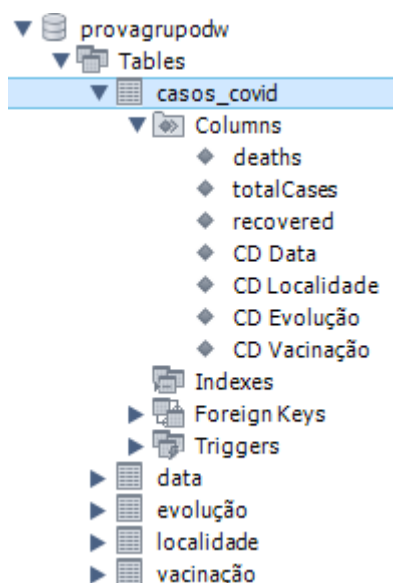 provagrupodw
Tables
casos_covid
Columns
deaths
totalCases
recovered
CD Data
CD Localidade
CD Evolução
CD Vacinação
Indexes
Foreign Keys
Triggers
data
evolução
localidade
vacinação